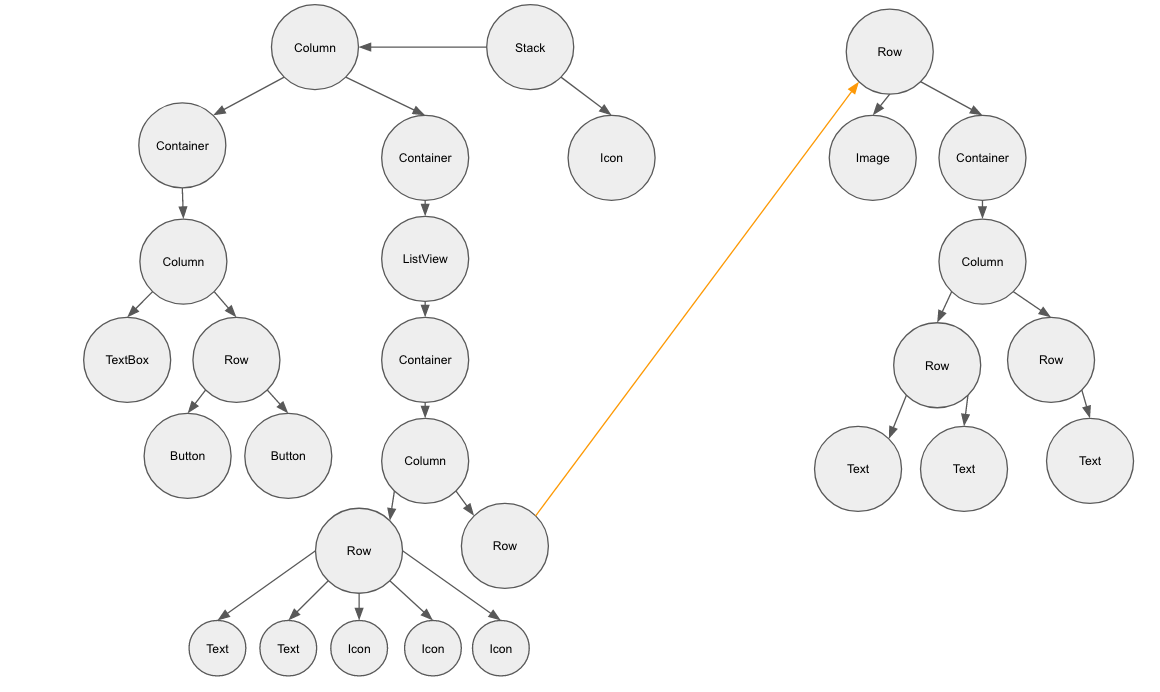 Column
Stack
Row
Container
Container
Icon
Image
Container
Column
ListView
Column
TextBox
Row
Container
Row
Row
Button
Button
Column
Text
Text
Text
Row
Row
Text
Text
Icon
Icon
Icon